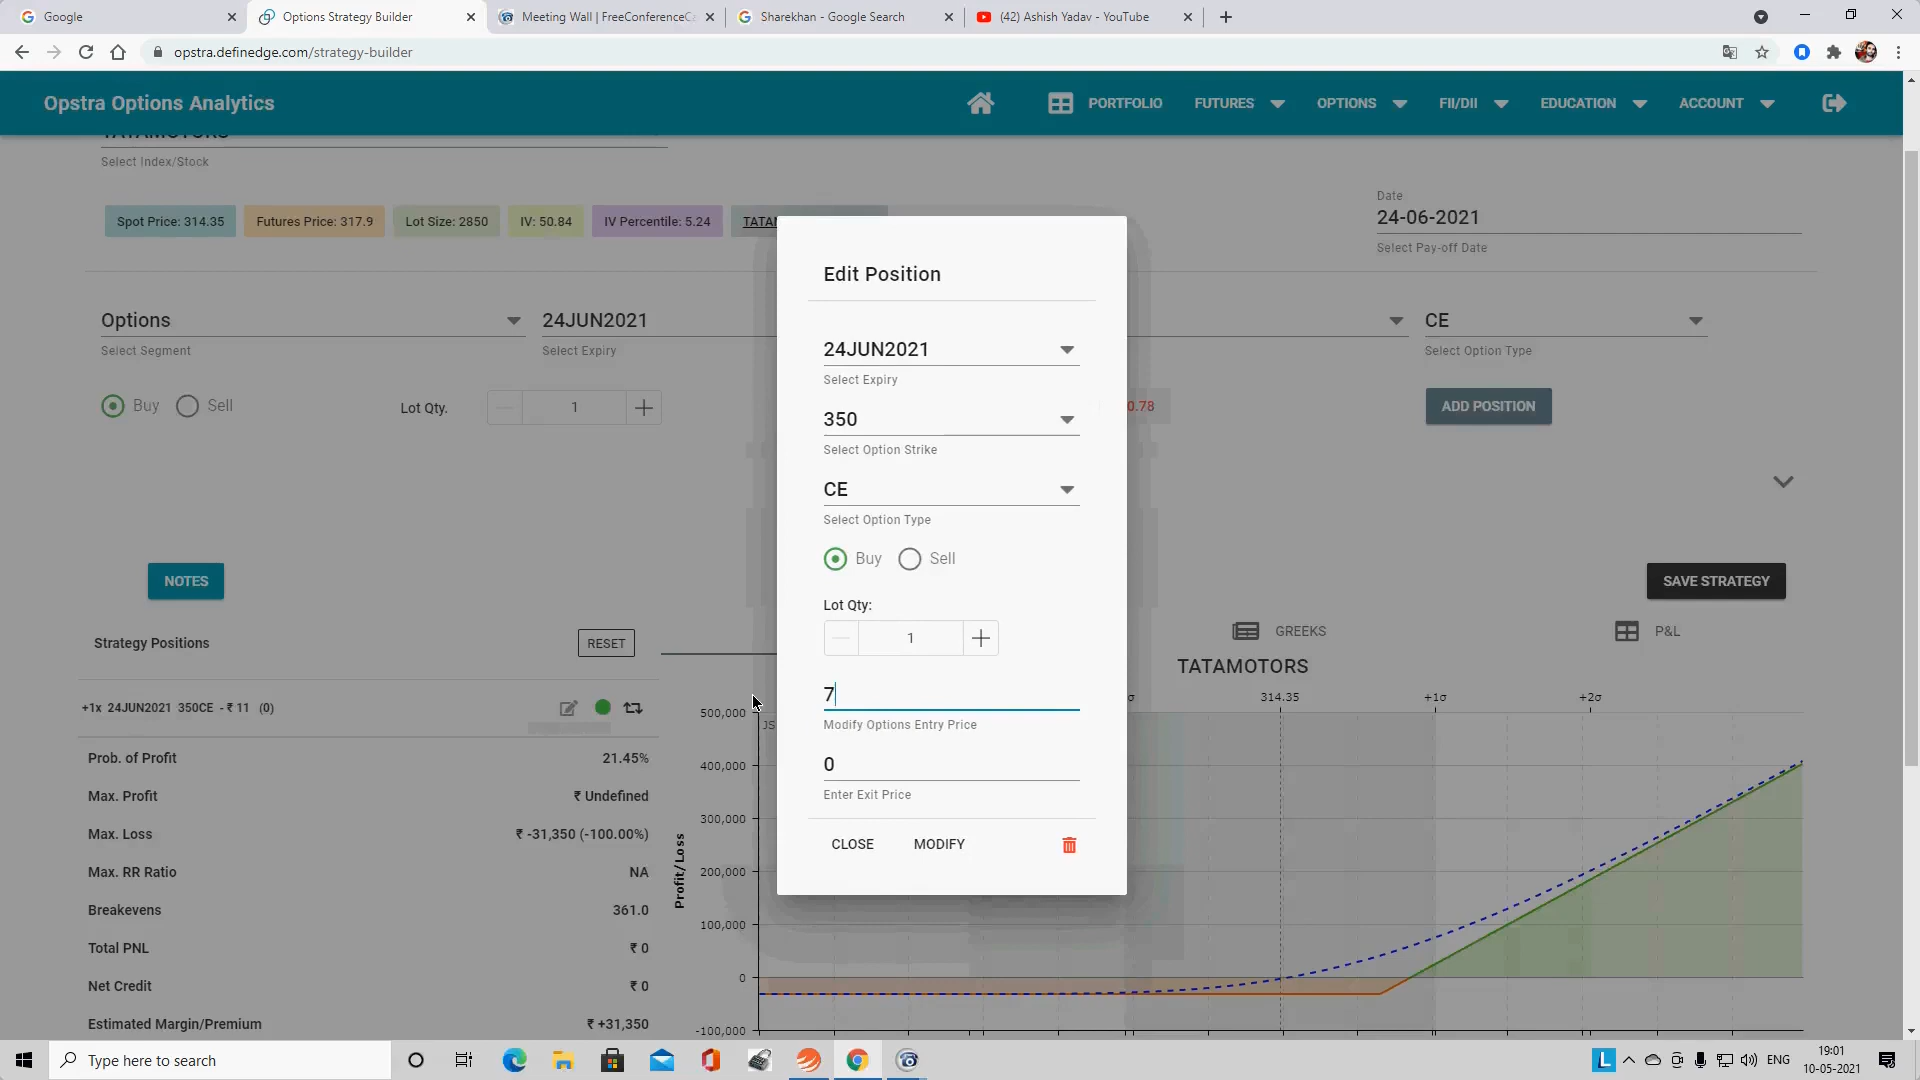 Google
Options Strategy Builder
Meeting Wall | FreeConferenceCa
Sharekhan - Google Search
(42) Ashish Yadav - YouTube
opstra.definedge.com/strategy-builder
Opstra Options Analytics
PORTFOLIO
FUTURES
OPTIONS
FII/DII
EDUCATION
ACCOUNT
TATAMOTORS
Select Index/Stock
Spot Price: 314.35
Futures Price: 317.9
Lot Size: 2850
IV: 50.84
IV Percentile: 5.24
TATAM
Date
24-06-2021
Select Pay-off Date
Options
Select Segment
24JUN2021
Select Expiry
CE
Select Option Type
Buy
Sell
Lot Qty.
1
0.78
ADD POSITION
Edit Position
24JUN2021
Select Expiry
350
Select Option Strike
CE
Select Option Type
Buy
Sell
Lot Qty:
1
7
Modify Options Entry Price
0
Enter Exit Price
CLOSE
MODIFY
NOTES
SAVE STRATEGY
Strategy Positions
RESET
GREEKS
P&L
TATAMOTORS
+1x 24JUN2021 350CE - ₹ 11 (0)
Prob. of Profit 21.45%
Max. Profit ₹ Undefined
Max. Loss ₹ -31,350 (-100.00%)
Max. RR Ratio NA
Breakevens 361.0
Total PNL ₹ 0
Net Credit ₹ 0
Estimated Margin/Premium ₹ +31,350
σ
314.35
+1σ
+2σ
JS
Profit/Loss
500,000
400,000
300,000
200,000
100,000
0
-100,000
Type here to search
L
ENG
19:01
10-05-2021